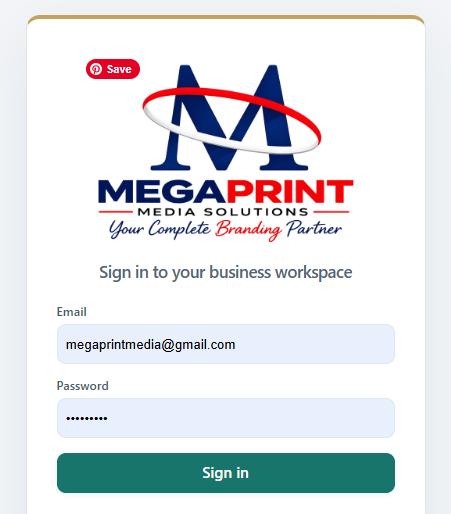 Save
M
MEGAPRINT
MEDIA SOLUTIONS
Your Complete Branding Partner
Sign in to your business workspace
Email
megaprintmedia@gmail.com
Password
•••••••••
Sign in